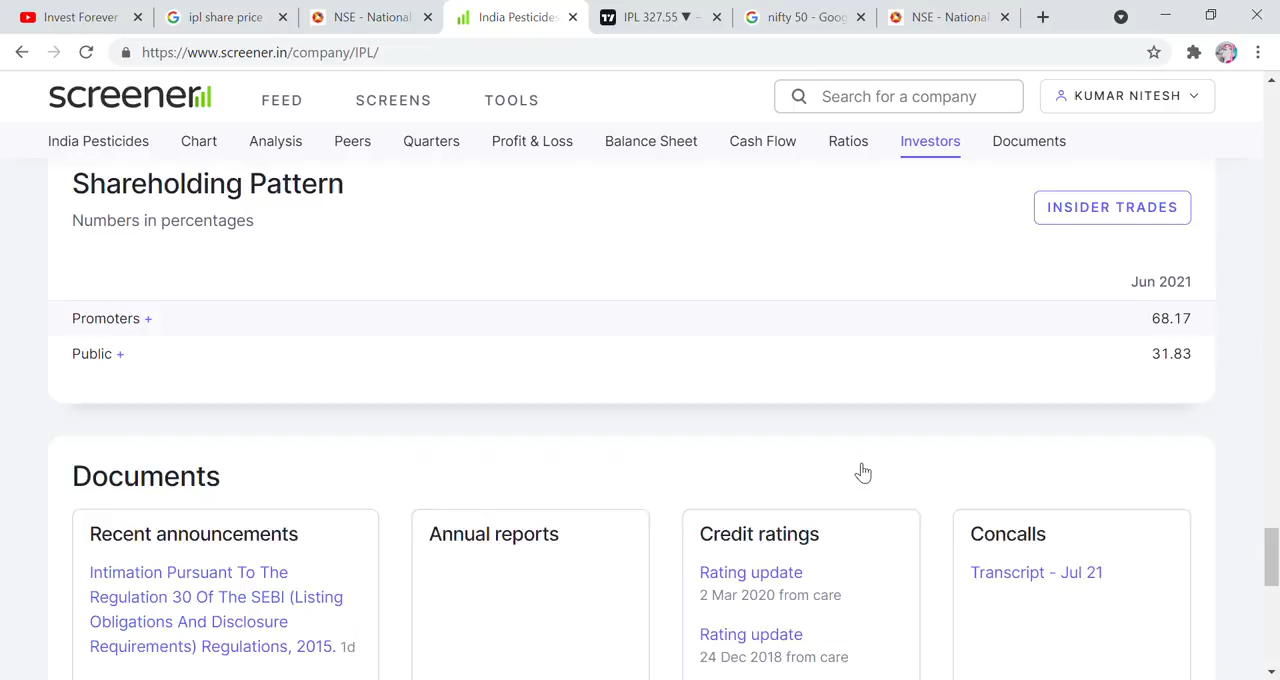 Invest Forever
ipl share price
NSE - National
India Pesticides
IPL 327.55 ▼ -
nifty 50 - Goog
NSE - National
https://www.screener.in/company/IPL/
screener
FEED
SCREENS
TOOLS
Search for a company
KUMAR NITESH
India Pesticides
Chart
Analysis
Peers
Quarters
Profit & Loss
Balance Sheet
Cash Flow
Ratios
Investors
Documents
Shareholding Pattern
Numbers in percentages
INSIDER TRADES
Jun 2021
Promoters + 68.17
Public + 31.83
Documents
Recent announcements
Intimation Pursuant To The
Regulation 30 Of The SEBI (Listing
Obligations And Disclosure
Requirements) Regulations, 2015. 1d
Annual reports
Credit ratings
Rating update
2 Mar 2020 from care
Rating update
24 Dec 2018 from care
Concalls
Transcript - Jul 21